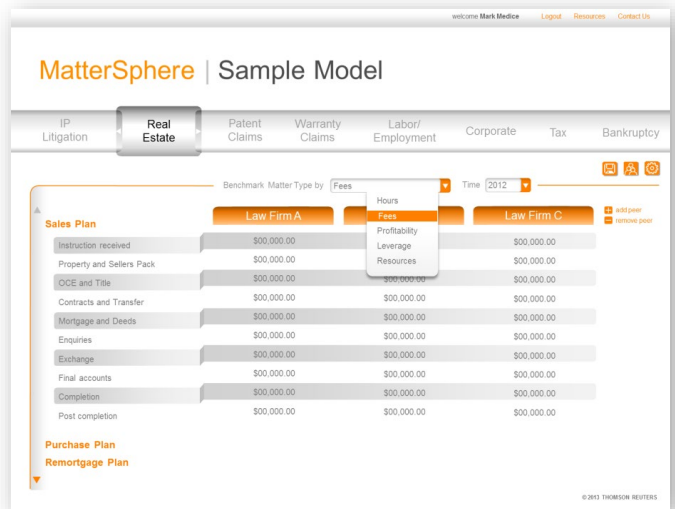 welcome Mark Medice Logout Resources Contact Us
MatterSphere | Sample Model
IP Litigation
Real Estate
Patent Claims
Warranty Claims
Labor/ Employment
Corporate
Tax
Bankruptcy
Benchmark Matter Type by Fees Time 2012
Hours
Fees
Profitability
Leverage
Resources
Law Firm A Law Firm C
add peer
remove peer
Sales Plan
Instruction received $00,000.00 $00,000.00
Property and Sellers Pack $00,000.00 $00,000.00
OCE and Title $00,000.00 $00,000.00 $00,000.00
Contracts and Transfer $00,000.00 $00,000.00 $00,000.00
Mortgage and Deeds $00,000.00 $00,000.00 $00,000.00
Enquiries $00,000.00 $00,000.00 $00,000.00
Exchange $00,000.00 $00,000.00 $00,000.00
Final accounts $00,000.00 $00,000.00 $00,000.00
Completion $00,000.00 $00,000.00 $00,000.00
Post completion $00,000.00 $00,000.00 $00,000.00
Purchase Plan
Remortgage Plan
© 2013 THOMSON REUTERS